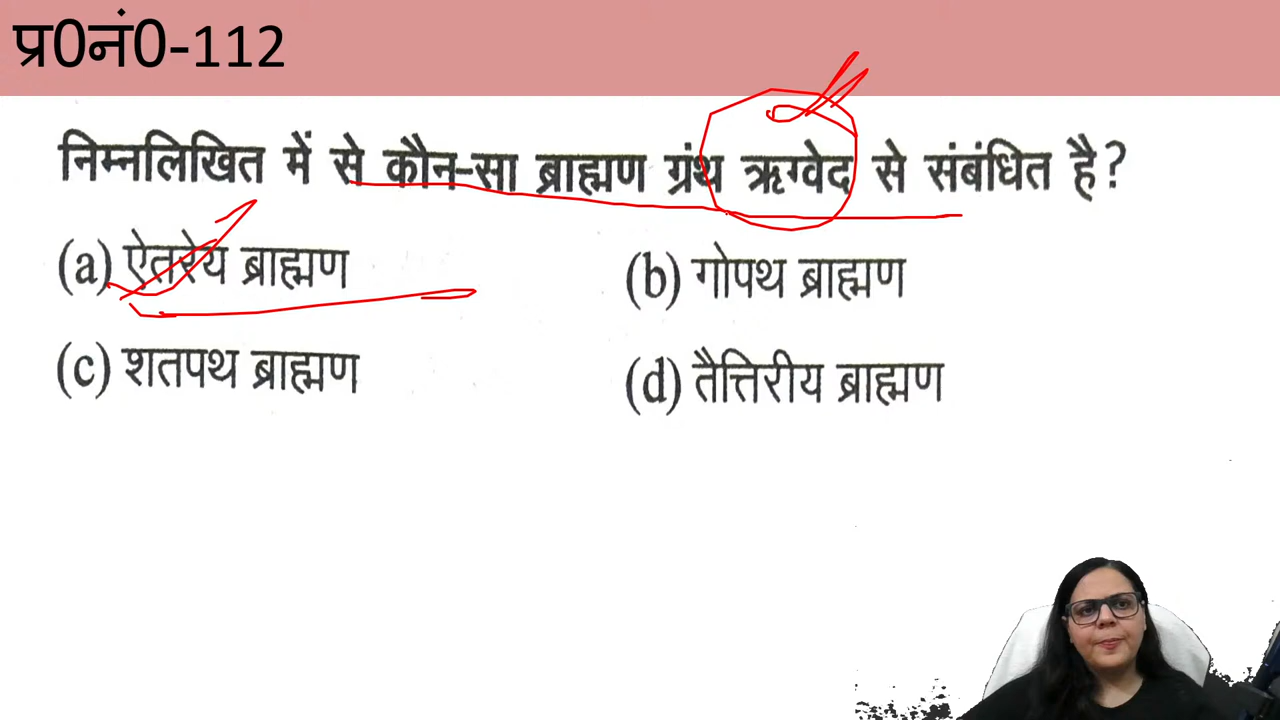 प्र0नं0-112
निम्नलिखित में से कौन-सा ब्राह्मण ग्रंथ ऋग्वेद से संबंधित है?
(a) ऐतरेय ब्राह्मण (b) गोपथ ब्राह्मण
(c) शतपथ ब्राह्मण (d) तैत्तिरीय ब्राह्मण